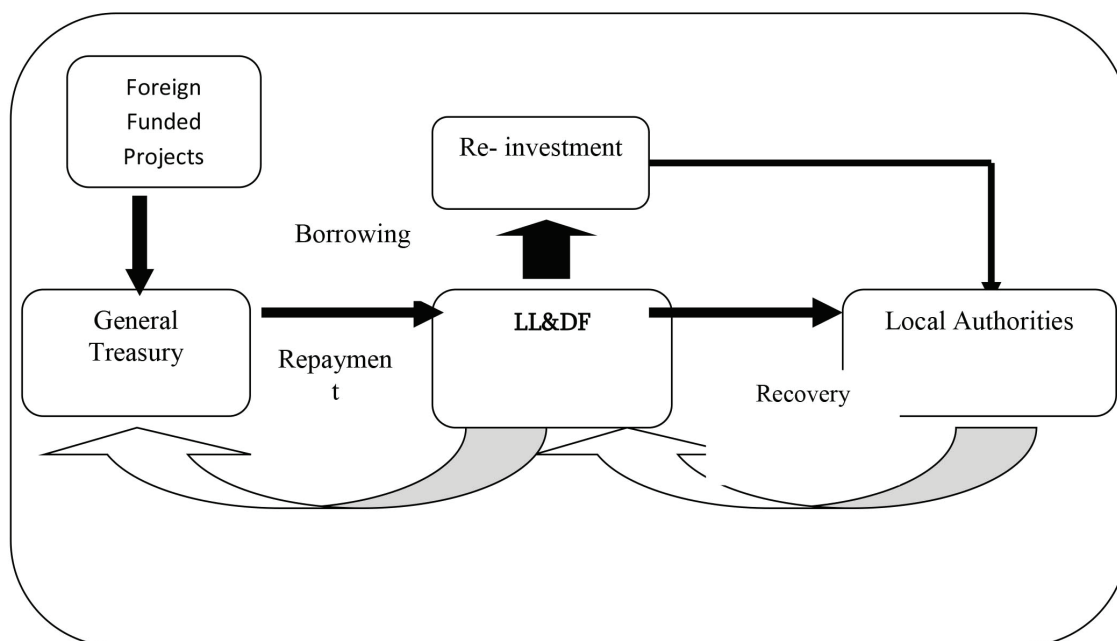 Foreign
Funded
Projects
Re- investment
Borrowing
General
Treasury
LL&DF
Local Authorities
Repaymen
t
Recovery